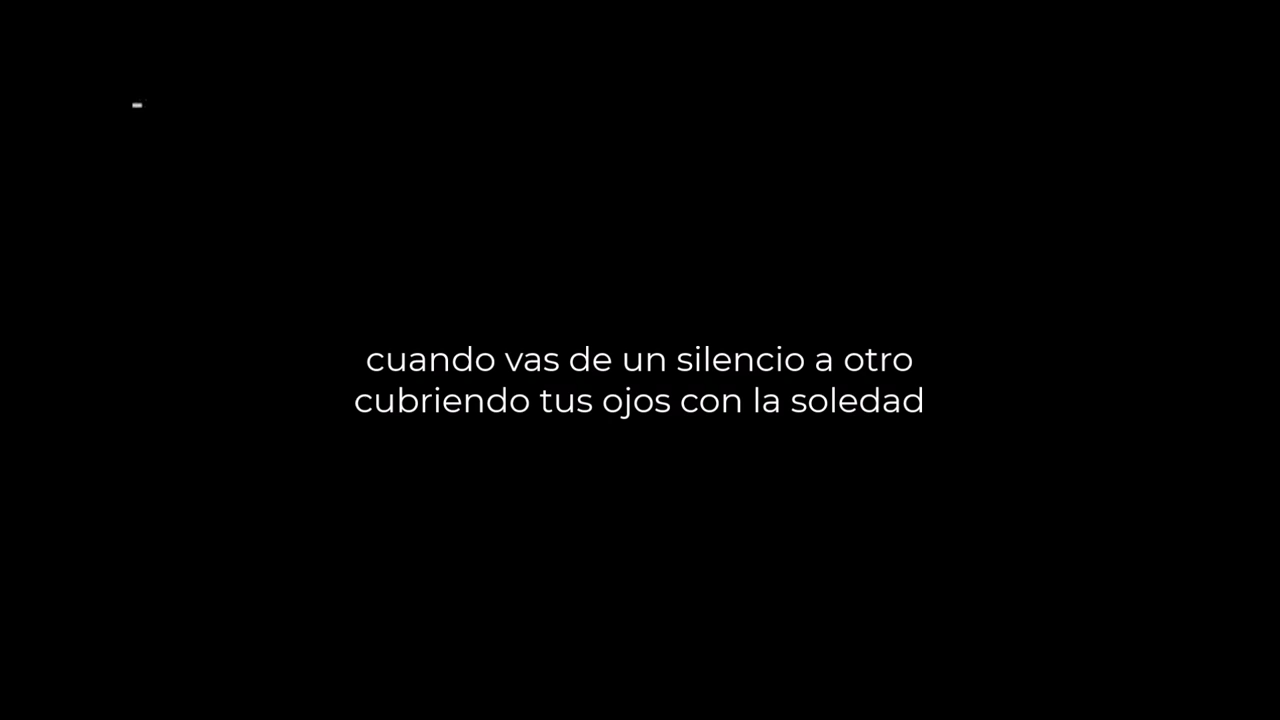 cuando vas de un silencio a otro
cubriendo tus ojos con la soledad